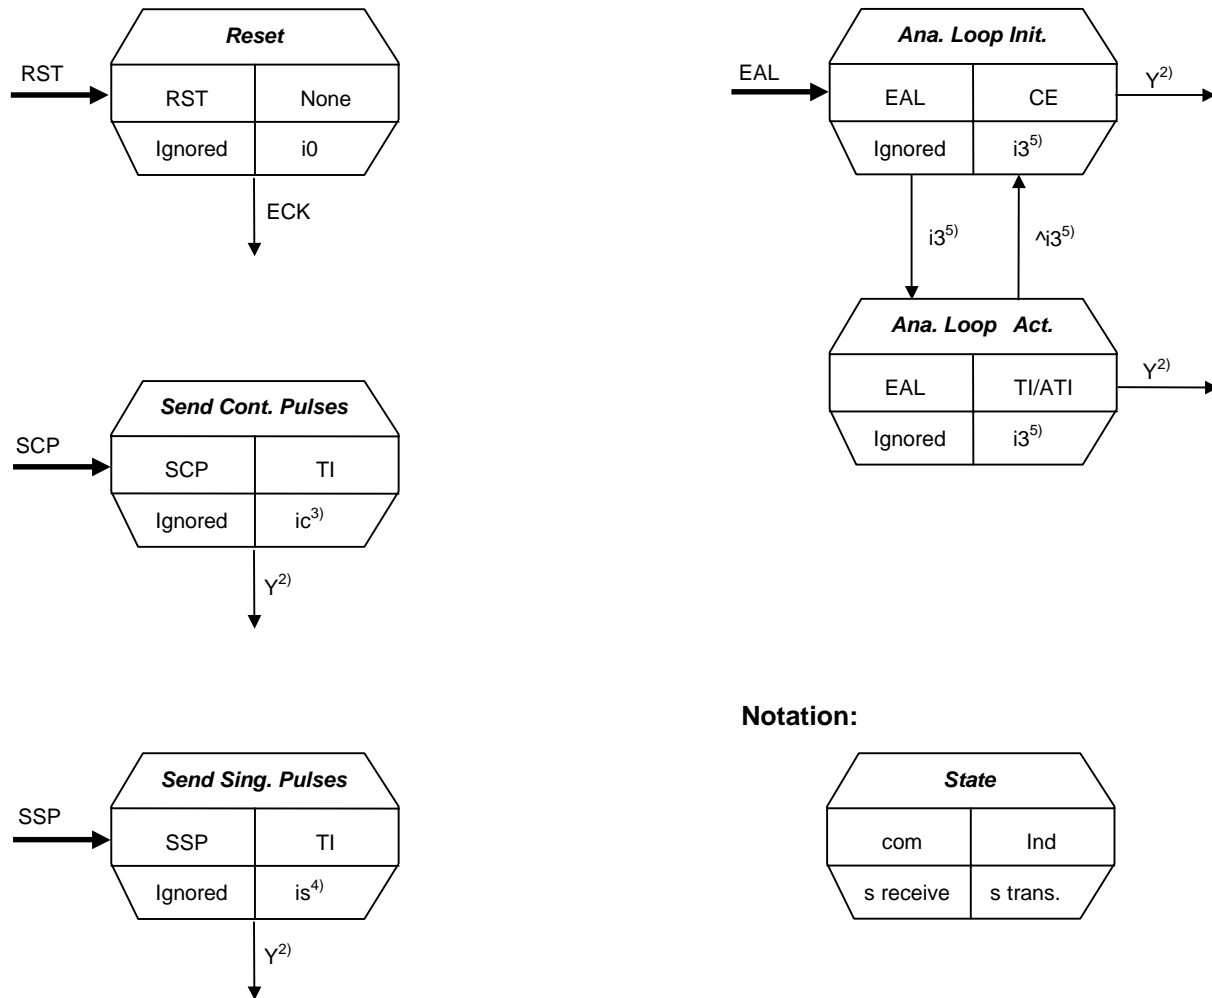 Reset
RST
RST
None
Ignored
i0
ECK
Ana. Loop Init.
EAL
EAL
CE
Y2)
Ignored
i35)
i35)
^i35)
Ana. Loop Act.
EAL
TI/ATI
Y2)
Ignored
i35)
Send Cont. Pulses
SCP
SCP
TI
Ignored
ic3)
Y2)
Notation:
Send Sing. Pulses
SSP
SSP
TI
Ignored
is4)
Y2)
State
com
Ind
s receive
s trans.